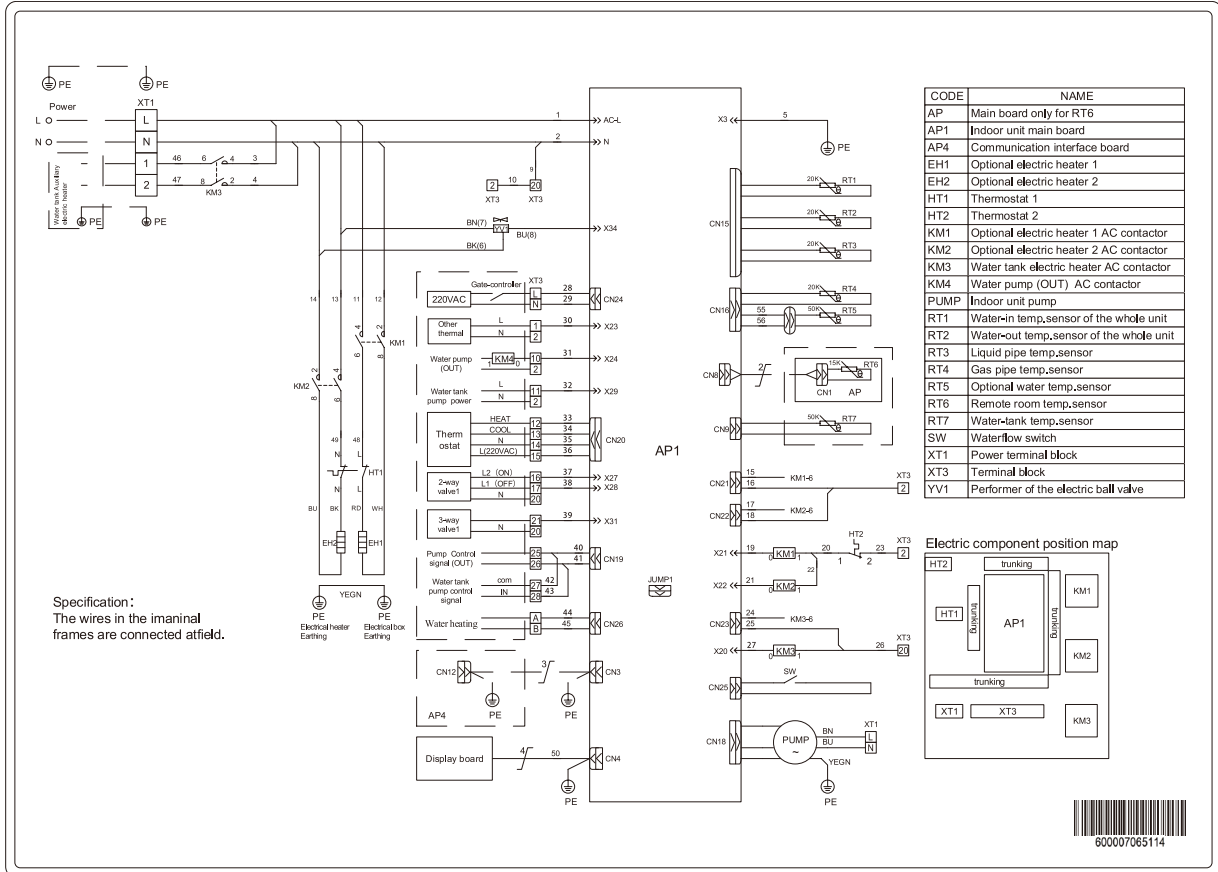 PE
PE
Power
XT1
L
L
N
N
1
2
46 6 4 3
47 8 2 4
KM3
Water tank Auxiliary
electric heater
PE
PE
1
AC-L
2
N
9
2 10 20
XT3 XT3
BN(7)
YV1
BU(8)
X34
BK(6)
14 13 11 12
4 2
6 8
KM1
2 4
KM2
8 6
49 48
N L
HT1
N L
BU BK RD WH
EH2 EH1
YEGN
PE
Electrical heater
Earthing
PE
Electrical box
Earthing
Specification:
The wires in the imaninal
frames are connected atfield.
Gate-controller
XT3
220VAC
L 28
N 29
CN24
Other
thermal
L 1 30
N 2
X23
Water pump
(OUT)
1 KM4 0 10 31
2
X24
Water tank
pump power
L 11 32
N 2
X29
Therm
ostat
HEAT 12 33
COOL 13 34
N 14 35
L(220VAC) 15 36
CN20
2-way
valve1
L2 (ON) 16 37
L1 (OFF) 17 38
N 20
X27
X28
3-way
valve1
21 39
N 20
X31
Pump Control
signal (OUT)
25 40
26 41
CN19
Water tank
pump control
signal
com 27 42
IN 28 43
Water heating
A 44
B 45
CN26
CN12
3
CN3
AP4
PE
PE
Display board
4 50
CN4
PE
AP1
JUMP1
X3
5
PE
CN15
20K RT1
20K RT2
20K RT3
CN16
20K RT4
55
56
50K RT5
CN8
2
15K RT6
CN1 AP
CN9
50K RT7
CN21
15
16
KM1-6
XT3
2
CN22
17
18
KM2-6
X21
19 0 KM1 1 20 HT2 1 2 23
XT3
2
22
X22
21 0 KM2 1
CN23
24
25
KM3-6
X20
27 0 KM3 1 26
XT3
20
CN25
SW
CN18
PUMP
~
BN
BU
XT1
L
N
YEGN
PE
CODE NAME
AP Main board only for RT6
AP1 Indoor unit main board
AP4 Communication interface board
EH1 Optional electric heater 1
EH2 Optional electric heater 2
HT1 Thermostat 1
HT2 Thermostat 2
KM1 Optional electric heater 1 AC contactor
KM2 Optional electric heater 2 AC contactor
KM3 Water tank electric heater AC contactor
KM4 Water pump (OUT) AC contactor
PUMP Indoor unit pump
RT1 Water-in temp.sensor of the whole unit
RT2 Water-out temp.sensor of the whole unit
RT3 Liquid pipe temp.sensor
RT4 Gas pipe temp.sensor
RT5 Optional water temp.sensor
RT6 Remote room temp.sensor
RT7 Water-tank temp.sensor
SW Waterflow switch
XT1 Power terminal block
XT3 Terminal block
YV1 Performer of the electric ball valve
Electric component position map
HT2
trunking
KM1
HT1
trunking
AP1
trunking
KM2
trunking
XT1
XT3
KM3
600007065114